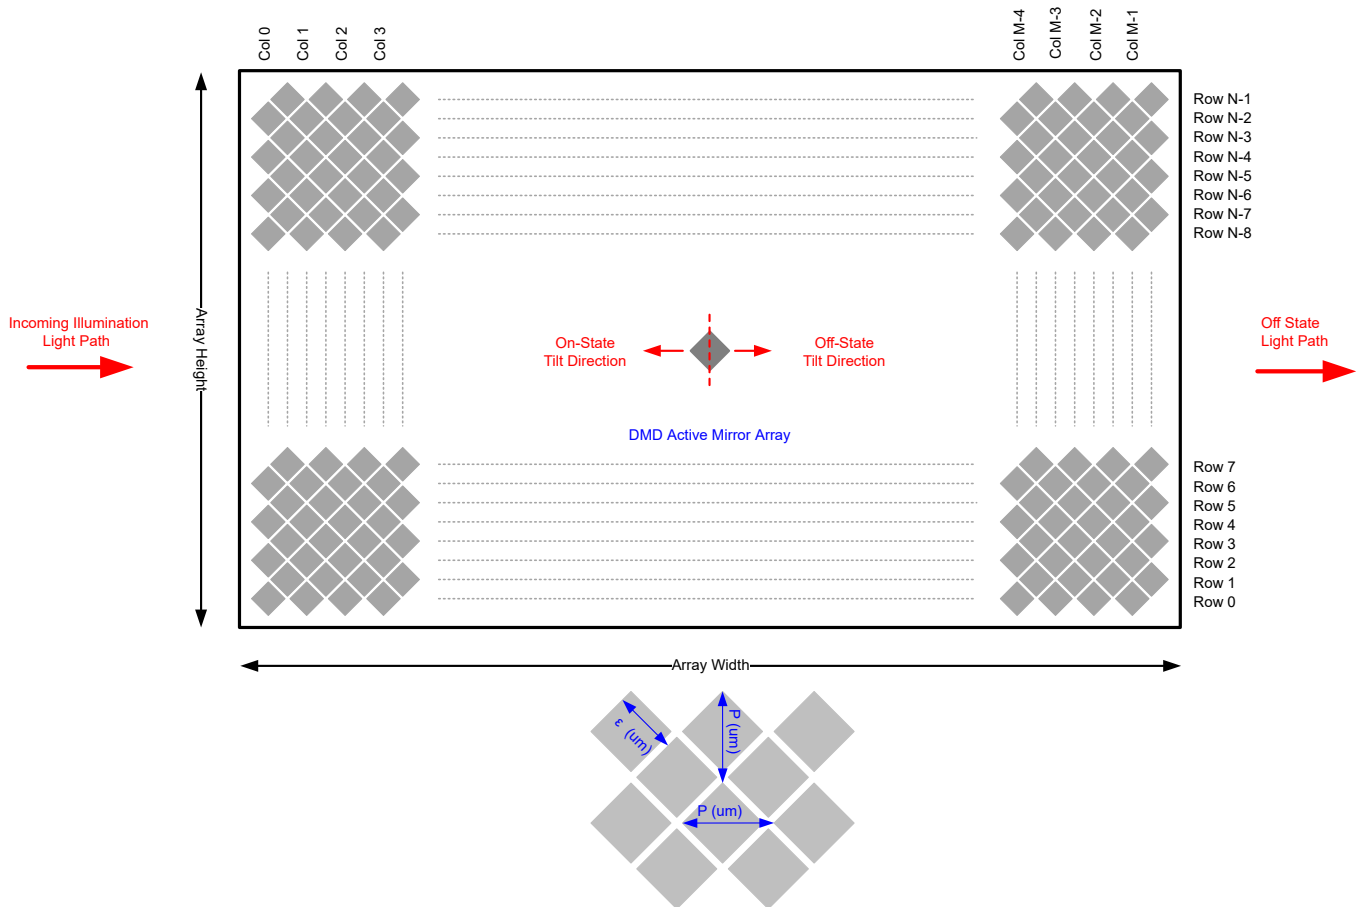 Col 0
Col 1
Col 2
Col 3
Col M-4
Col M-3
Col M-2
Col M-1
Row N-1
Row N-2
Row N-3
Row N-4
Row N-5
Row N-6
Row N-7
Row N-8
Incoming Illumination
Light Path
Array Height
On-State
Tilt Direction
Off-State
Tilt Direction
Off State
Light Path
DMD Active Mirror Array
Row 7
Row 6
Row 5
Row 4
Row 3
Row 2
Row 1
Row 0
Array Width
ε (um)
P (um)
P (um)